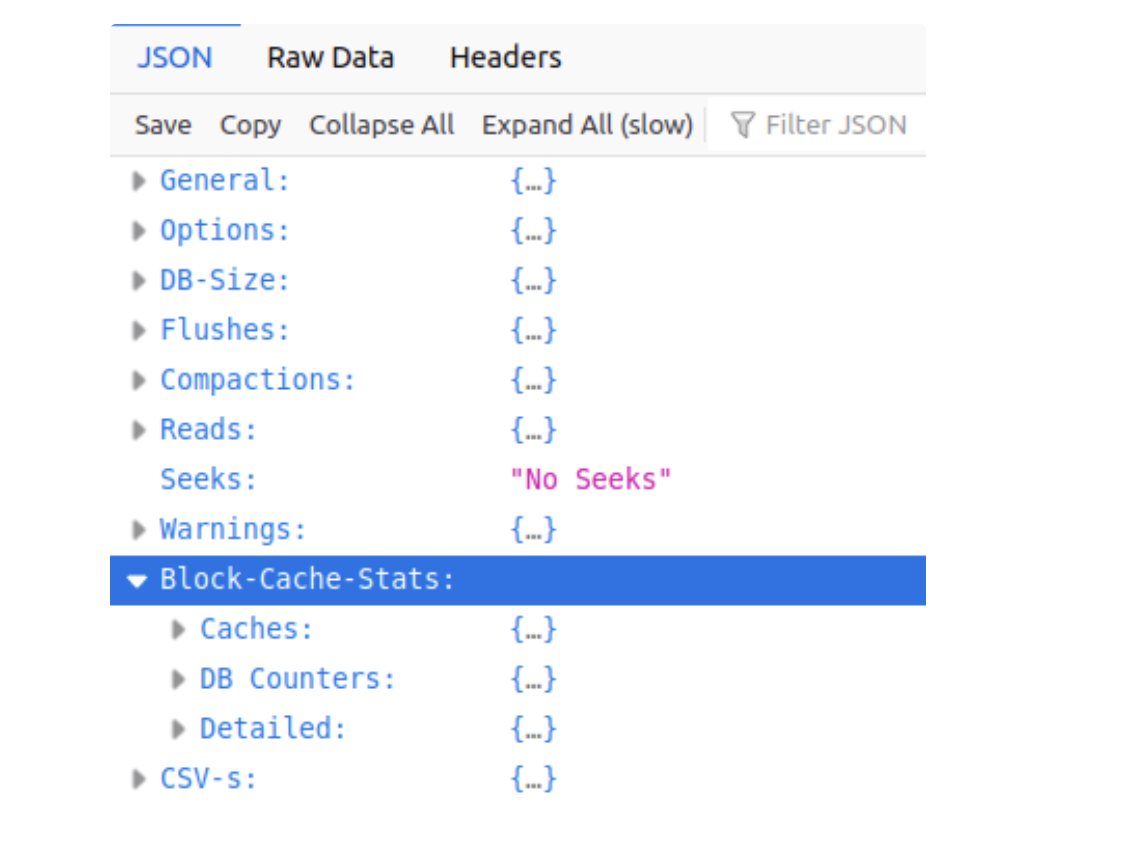 JSON Raw Data Headers
Save Copy Collapse All Expand All (slow) Filter JSON
General: {…}
Options: {…}
DB-Size: {…}
Flushes: {…}
Compactions: {…}
Reads: {…}
Seeks: "No Seeks"
Warnings: {…}
Block-Cache-Stats:
Caches: {…}
DB Counters: {…}
Detailed: {…}
CSV-s: {…}